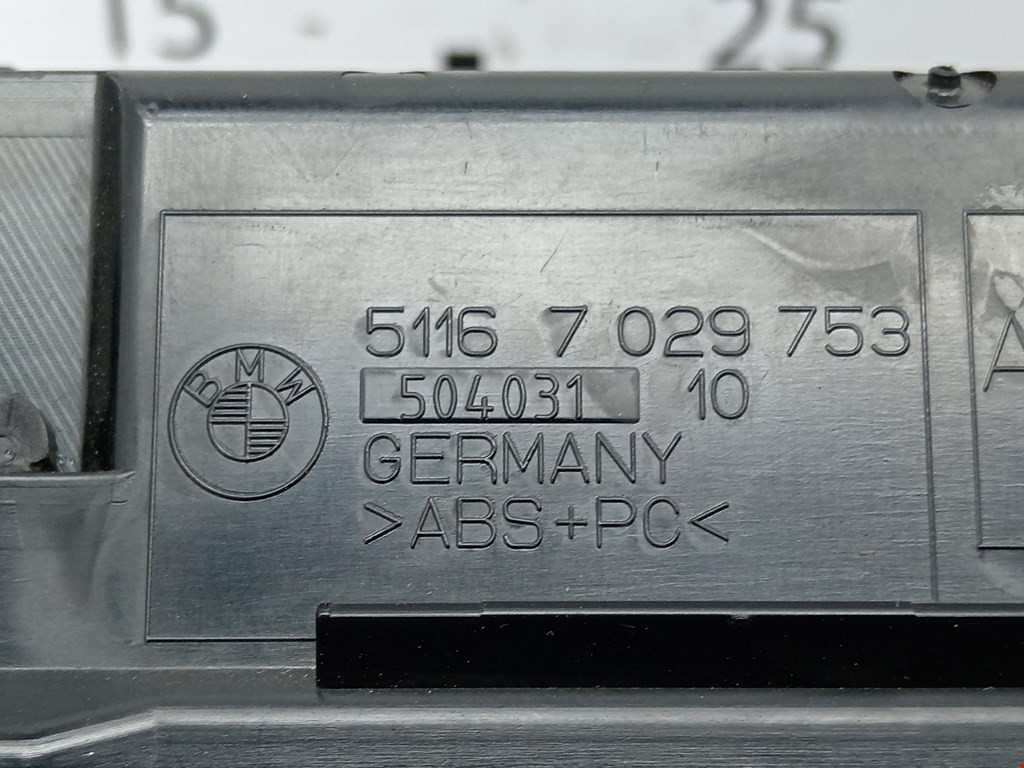 15 25
5116 7 029 753
BMW
504031 10
GERMANY
>ABS+PC<
A